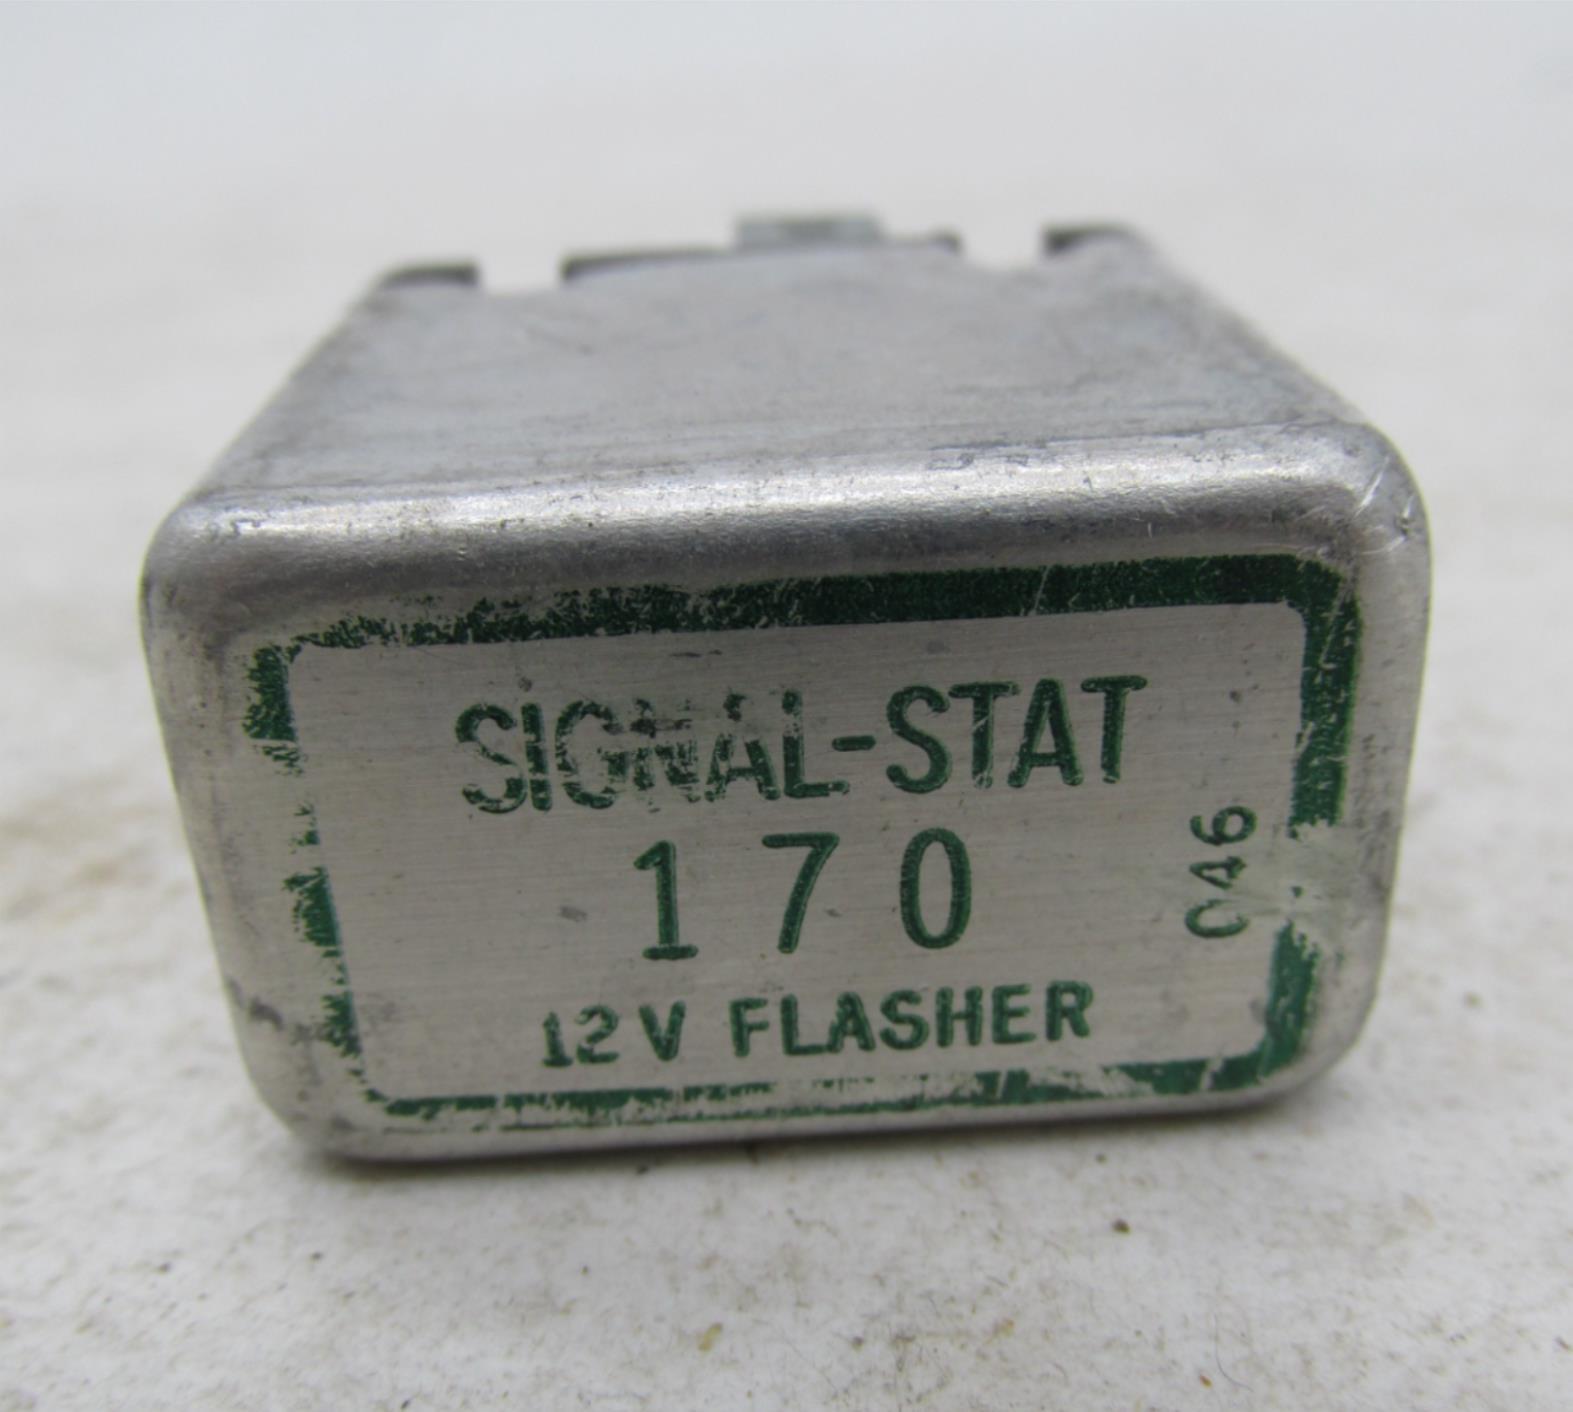 SIGNAL-STAT
170
12V FLASHER
046